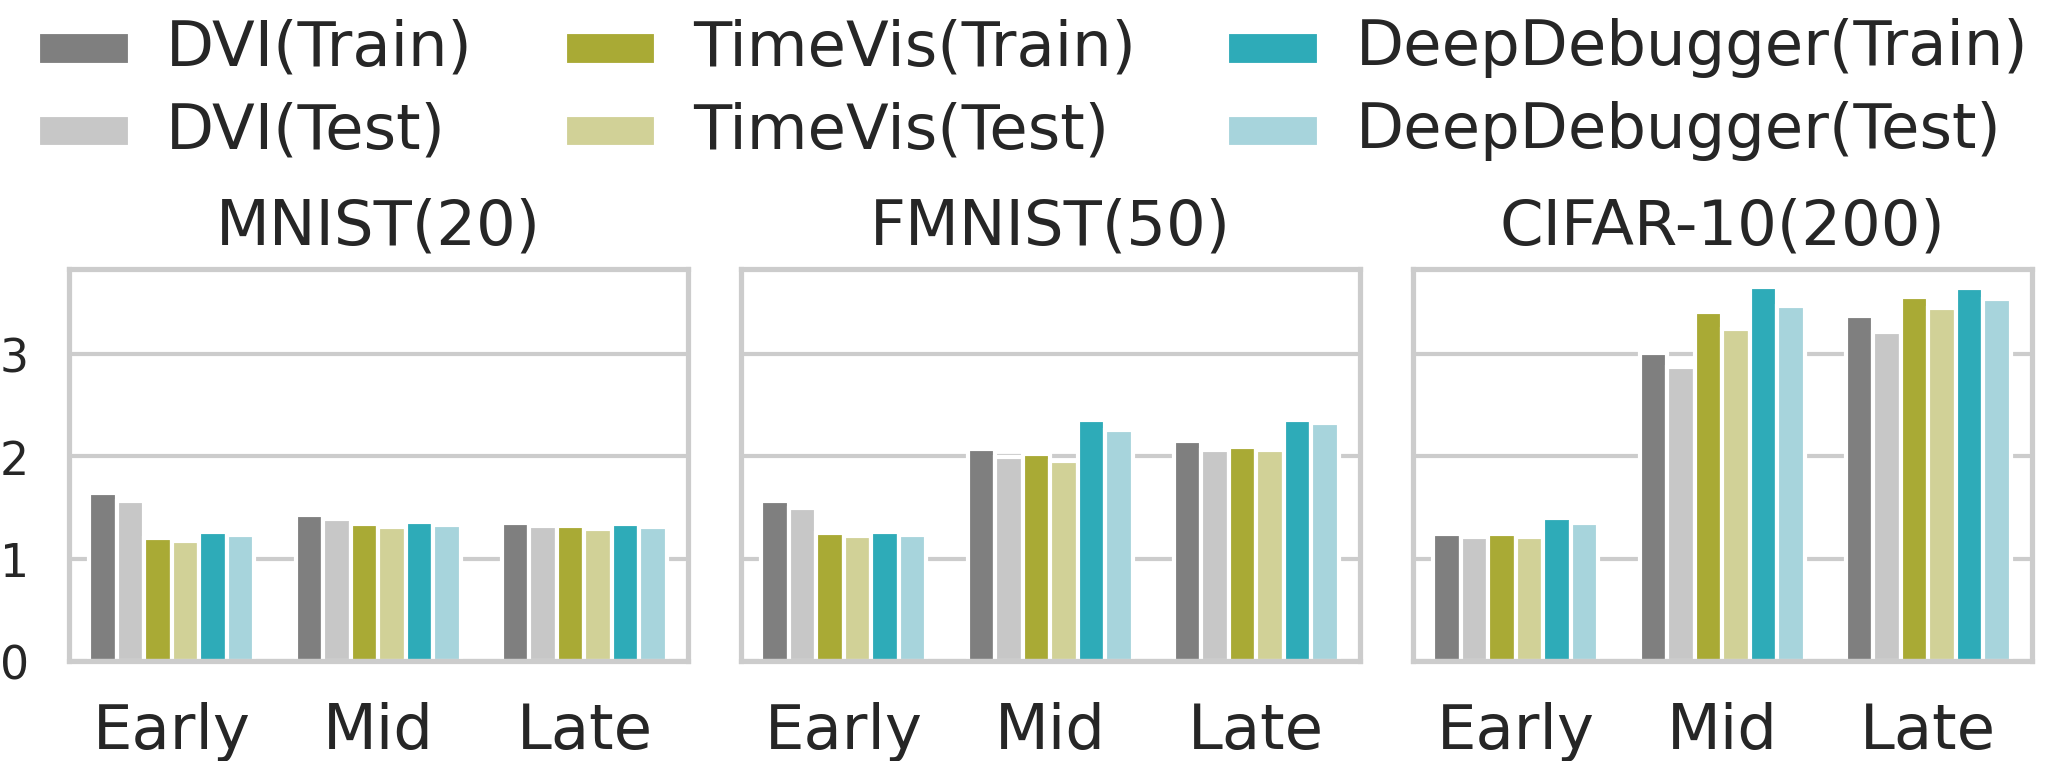 DVI(Train) TimeVis(Train) DeepDebugger(Train)
DVI(Test) TimeVis(Test) DeepDebugger(Test)
MNIST(20) FMNIST(50) CIFAR-10(200)
3
2
1
0
Early Mid Late Early Mid Late Early Mid Late